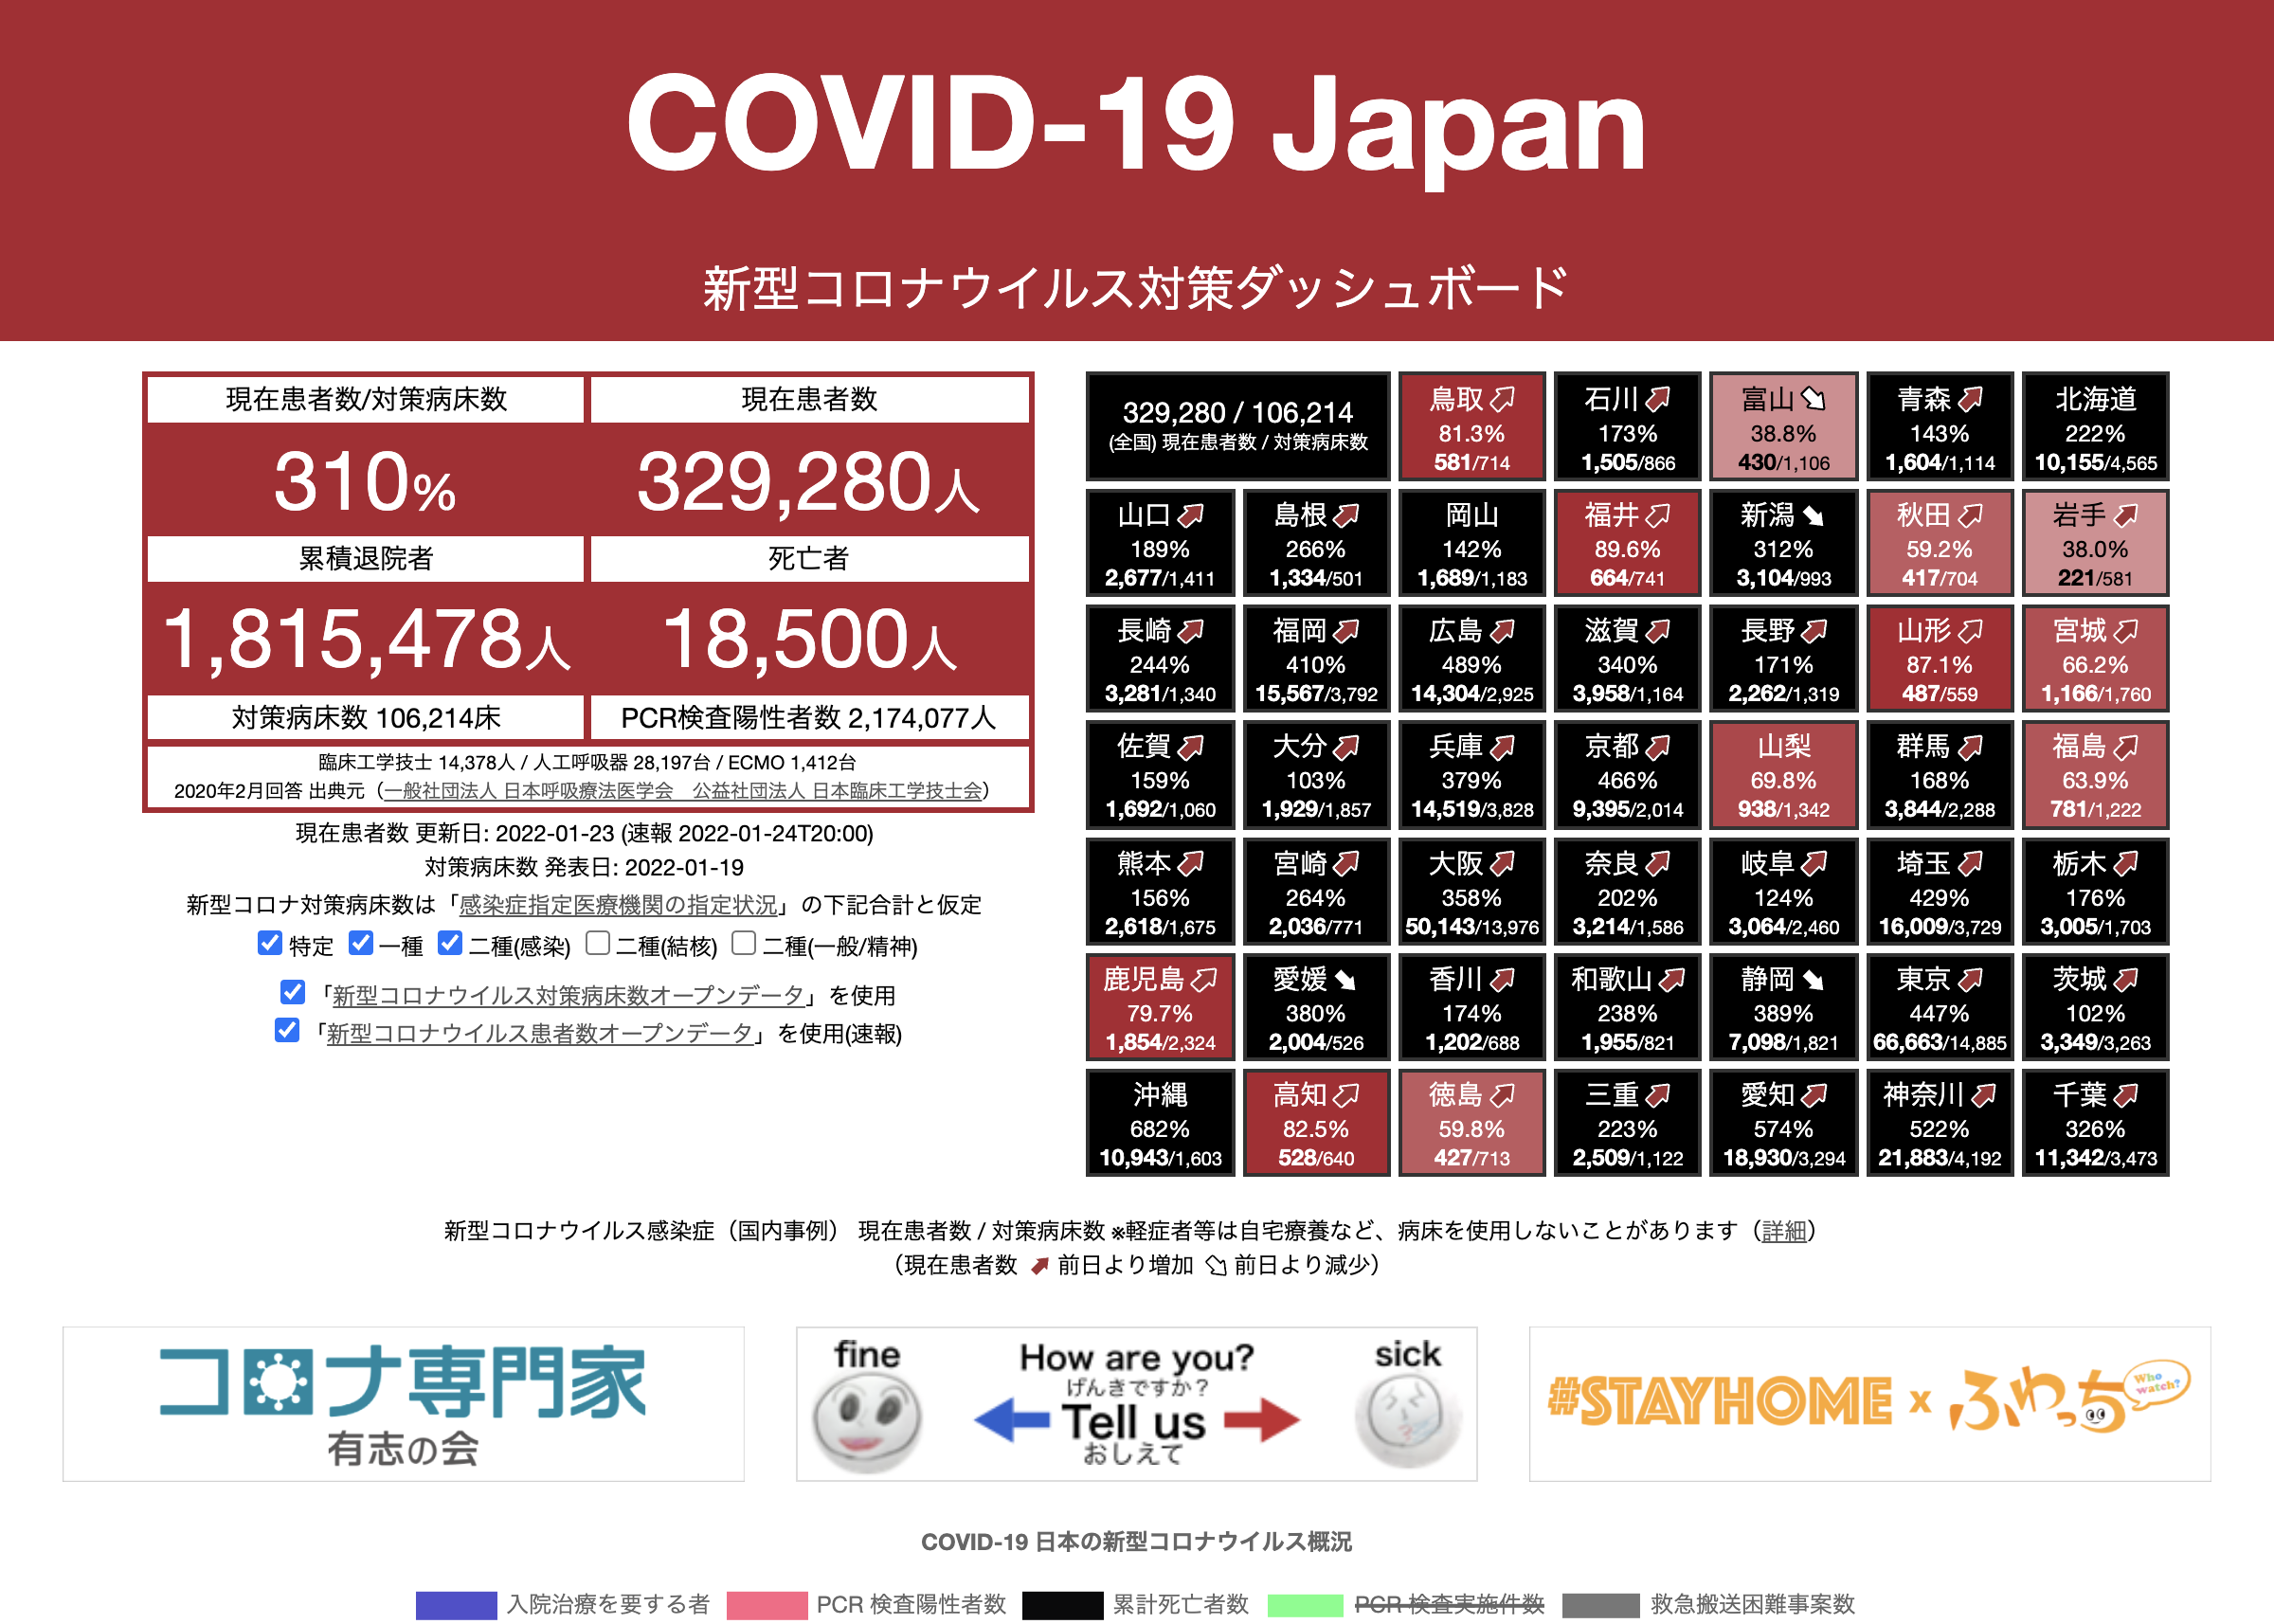 COVID-19 Japan
新型コロナウイルス対策ダッシュボード
現在患者数/対策病床数
現在患者数
310%
329,280人
累積退院者
死亡者
1,815,478人
18,500人
対策病床数 106,214床
PCR検査陽性者数 2,174,077人
臨床工学技士 14,378人 / 人工呼吸器 28,197台 / ECMO 1,412台
2020年2月回答 出典元（一般社団法人 日本呼吸療法医学会　公益社団法人 日本臨床工学技士会）
現在患者数 更新日: 2022-01-23 (速報 2022-01-24T20:00)
対策病床数 発表日: 2022-01-19
新型コロナ対策病床数は「感染症指定医療機関の指定状況」の下記合計と仮定
特定 一種 二種(感染) 二種(結核) 二種(一般/精神)
「新型コロナウイルス対策病床数オープンデータ」を使用
「新型コロナウイルス患者数オープンデータ」を使用(速報)
329,280 / 106,214
(全国) 現在患者数 / 対策病床数
鳥取
81.3%
581/714
石川
173%
1,505/866
富山
38.8%
430/1,106
青森
143%
1,604/1,114
北海道
222%
10,155/4,565
山口
189%
2,677/1,411
島根
266%
1,334/501
岡山
142%
1,689/1,183
福井
89.6%
664/741
新潟
312%
3,104/993
秋田
59.2%
417/704
岩手
38.0%
221/581
長崎
244%
3,281/1,340
福岡
410%
15,567/3,792
広島
489%
14,304/2,925
滋賀
340%
3,958/1,164
長野
171%
2,262/1,319
山形
87.1%
487/559
宮城
66.2%
1,166/1,760
佐賀
159%
1,692/1,060
大分
103%
1,929/1,857
兵庫
379%
14,519/3,828
京都
466%
9,395/2,014
山梨
69.8%
938/1,342
群馬
168%
3,844/2,288
福島
63.9%
781/1,222
熊本
156%
2,618/1,675
宮崎
264%
2,036/771
大阪
358%
50,143/13,976
奈良
202%
3,214/1,586
岐阜
124%
3,064/2,460
埼玉
429%
16,009/3,729
栃木
176%
3,005/1,703
鹿児島
79.7%
1,854/2,324
愛媛
380%
2,004/526
香川
174%
1,202/688
和歌山
238%
1,955/821
静岡
389%
7,098/1,821
東京
447%
66,663/14,885
茨城
102%
3,349/3,263
沖縄
682%
10,943/1,603
高知
82.5%
528/640
徳島
59.8%
427/713
三重
223%
2,509/1,122
愛知
574%
18,930/3,294
神奈川
522%
21,883/4,192
千葉
326%
11,342/3,473
新型コロナウイルス感染症（国内事例） 現在患者数 / 対策病床数 ※軽症者等は自宅療養など、病床を使用しないことがあります（詳細）
（現在患者数 前日より増加 前日より減少）
コロナ専門家
有志の会
fine
How are you?
げんきですか?
Tell us
おしえて
sick
#STAYHOME x ふわっち
Who watch?
COVID-19 日本の新型コロナウイルス概況
入院治療を要する者 PCR 検査陽性者数 累計死亡者数 PCR 検査実施件数 救急搬送困難事案数